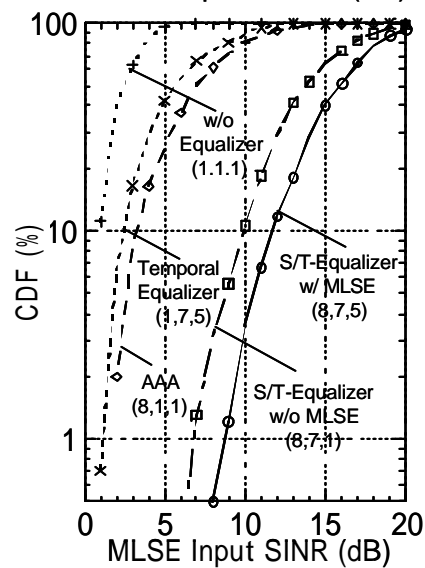 100
10
1
CDF (%)
w/o
Equalizer
(1.1.1)
Temporal
Equalizer
(1,7,5)
AAA
(8,1,1)
S/T-Equalizer
w/ MLSE
(8,7,5)
S/T-Equalizer
w/o MLSE
(8,7,1)
0 5 10 15 20
MLSE Input SINR (dB)